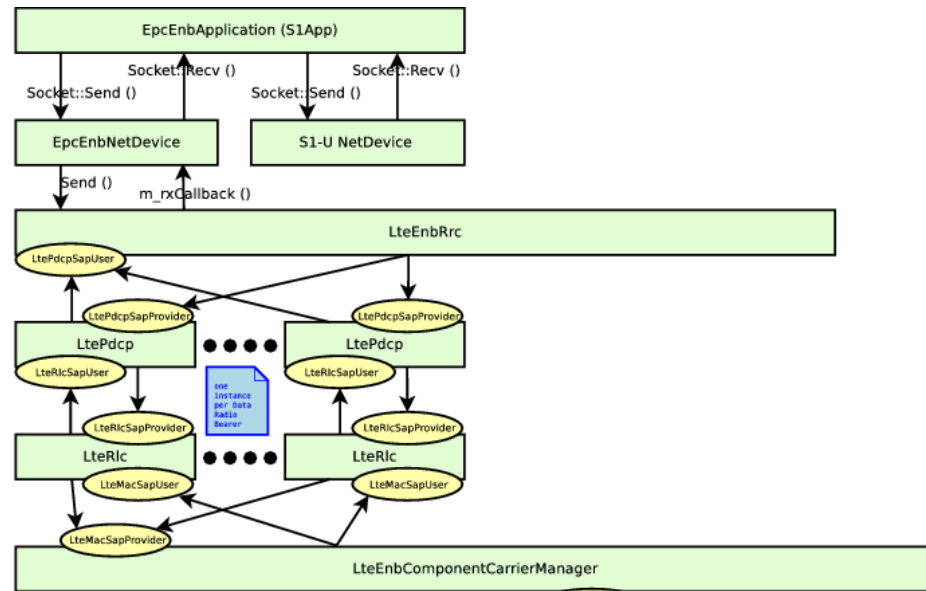 EpcEnbApplication (S1App)
Socket::Recv ()
Socket::Recv ()
Socket::Send ()
Socket::Send ()
EpcEnbNetDevice
S1-U NetDevice
Send ()
m_rxCallback ()
LteEnbRrc
LtePdcpSapUser
LtePdcpSapProvider
LtePdcpSapProvider
LtePdcp
LtePdcp
LteRlcSapUser
LteRlcSapUser
one
instance
per Data
Radio
Bearer
LteRlcSapProvider
LteRlcSapProvider
LteRlc
LteRlc
LteMacSapUser
LteMacSapUser
LteMacSapProvider
LteEnbComponentCarrierManager